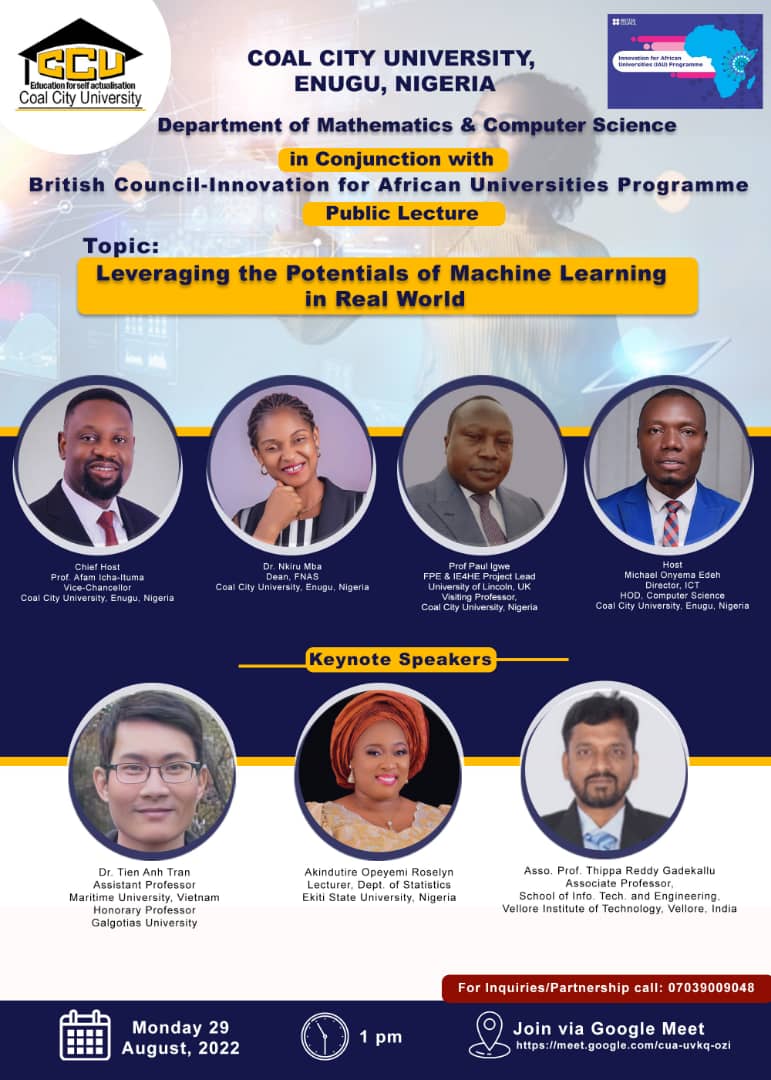 CCU
Education for self actualisation
Coal City University
BRITISH
COUNCIL
Innovation for African
Universities (IAU) Programme
COAL CITY UNIVERSITY,
ENUGU, NIGERIA
Department of Mathematics & Computer Science
in Conjunction with
British Council-Innovation for African Universities Programme
Public Lecture
Topic:
Leveraging the Potentials of Machine Learning
in Real World
Chief Host
Prof. Afam Icha-Ituma
Vice-Chancellor
Coal City University, Enugu, Nigeria
Dr. Nkiru Mba
Dean, FNAS
Coal City University, Enugu, Nigeria
Prof Paul Igwe
FPE & IE4HE Project Lead
University of Lincoln, UK
Visiting Professor,
Coal City University, Nigeria
Host
Michael Onyema Edeh
Director, ICT
HOD, Computer Science
Coal City University, Enugu, Nigeria
Keynote Speakers
Dr. Tien Anh Tran
Assistant Professor
Maritime University, Vietnam
Honorary Professor
Galgotias University
Akindutire Opeyemi Roselyn
Lecturer, Dept. of Statistics
Ekiti State University, Nigeria
Asso. Prof. Thippa Reddy Gadekallu
Associate Professor,
School of Info. Tech. and Engineering,
Vellore Institute of Technology, Vellore, India
For Inquiries/Partnership call: 07039009048
Monday 29
August, 2022
1 pm
Join via Google Meet
https://meet.google.com/cua-uvkq-ozi